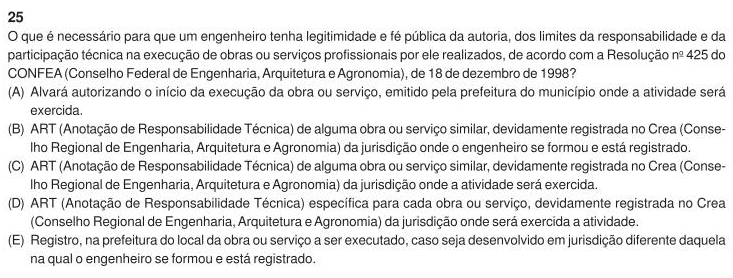 25
O que é necessário para que um engenheiro tenha legitimidade e fé pública da autoria, dos limites da responsabilidade e da
participação técnica na execução de obras ou serviços profissionais por ele realizados, de acordo com a Resolução nº 425 do
CONFEA (Conselho Federal de Engenharia, Arquitetura e Agronomia), de 18 de dezembro de 1998?
(A) Alvará autorizando o início da execução da obra ou serviço, emitido pela prefeitura do município onde a atividade será
exercida.
(B) ART (Anotação de Responsabilidade Técnica) de alguma obra ou serviço similar, devidamente registrada no Crea (Conse-
lho Regional de Engenharia, Arquitetura e Agronomia) da jurisdição onde o engenheiro se formou e está registrado.
(C) ART (Anotação de Responsabilidade Técnica) de alguma obra ou serviço similar, devidamente registrada no Crea (Conse-
lho Regional de Engenharia, Arquitetura e Agronomia) da jurisdição onde a atividade será exercida.
(D) ART (Anotação de Responsabilidade Técnica) específica para cada obra ou serviço, devidamente registrada no Crea
(Conselho Regional de Engenharia, Arquitetura e Agronomia) da jurisdição onde será exercida a atividade.
(E) Registro, na prefeitura do local da obra ou serviço a ser executado, caso seja desenvolvido em jurisdição diferente daquela
na qual o engenheiro se formou e está registrado.